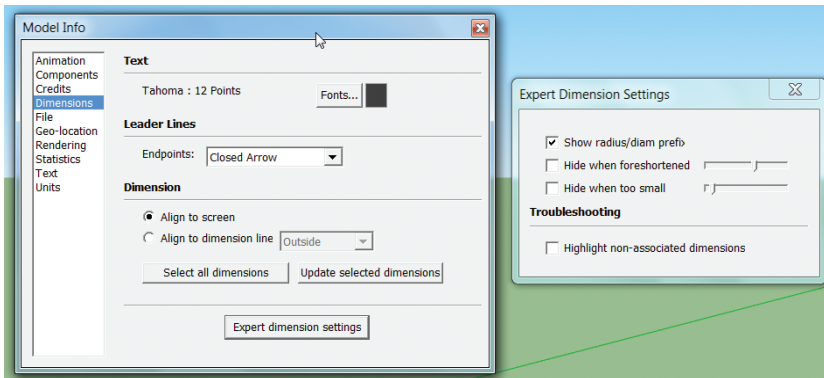 Model Info
Animation
Components
Credits
Dimensions
File
Geo-location
Rendering
Statistics
Text
Units
Text
Tahoma : 12 Points
Fonts...
Leader Lines
Endpoints: Closed Arrow
Dimension
Align to screen
Align to dimension line Outside
Select all dimensions Update selected dimensions
Expert dimension settings
Expert Dimension Settings
Show radius/diam prefix
Hide when foreshortened
Hide when too small
Troubleshooting
Highlight non-associated dimensions